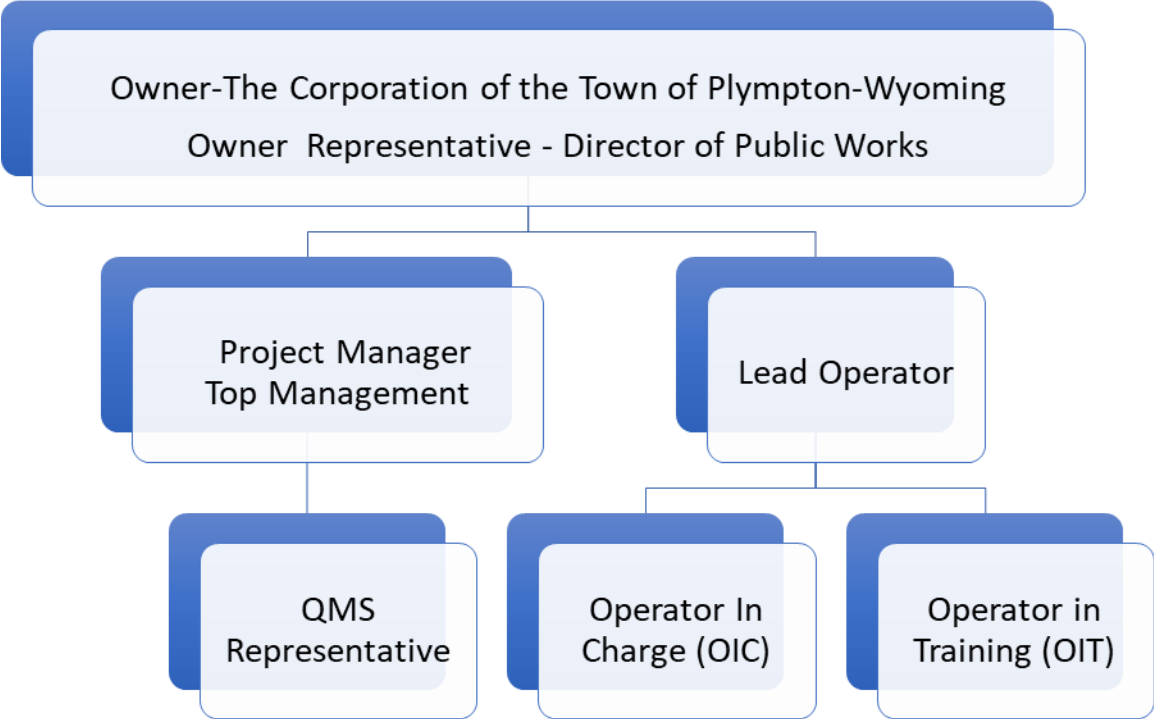 Owner-The Corporation of the Town of Plympton-Wyoming
Owner Representative - Director of Public Works
Project Manager
Top Management
Lead Operator
QMS
Representative
Operator In
Charge (OIC)
Operator in
Training (OIT)